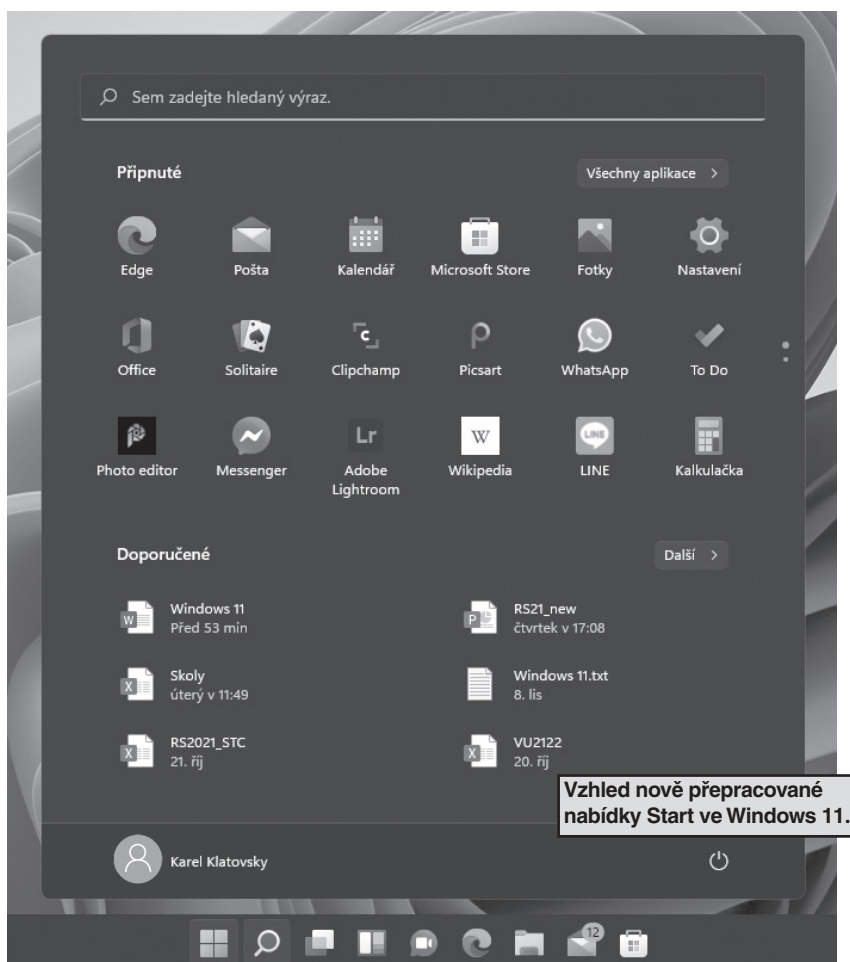 Sem zadejte hledaný výraz.
Připnuté
Všechny aplikace >
Edge
Pošta
Kalendář
Microsoft Store
Fotky
Nastavení
Office
Solitaire
Clipchamp
Picsart
WhatsApp
To Do
Photo editor
Messenger
Lr
Adobe
Lightroom
W
Wikipedia
LINE
LINE
Kalkulačka
Doporučené
Další >
W
Windows 11
Před 53 min
P
RS21_new
čtvrtek v 17:08
X
Skoly
úterý v 11:49
Windows 11.txt
8. lis
X
RS2021_STC
21. říj
X
VU2122
20. říj
Vzhled nově přepracované
nabídky Start ve Windows 11.
Karel Klatovsky
12